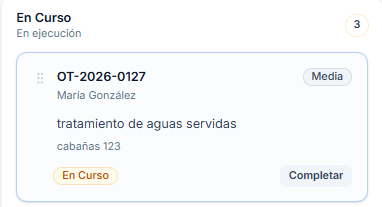 En Curso
3
En ejecución
OT-2026-0127
Media
Maria González
tratamiento de aguas servidas
cabañas 123
En Curso
Completar